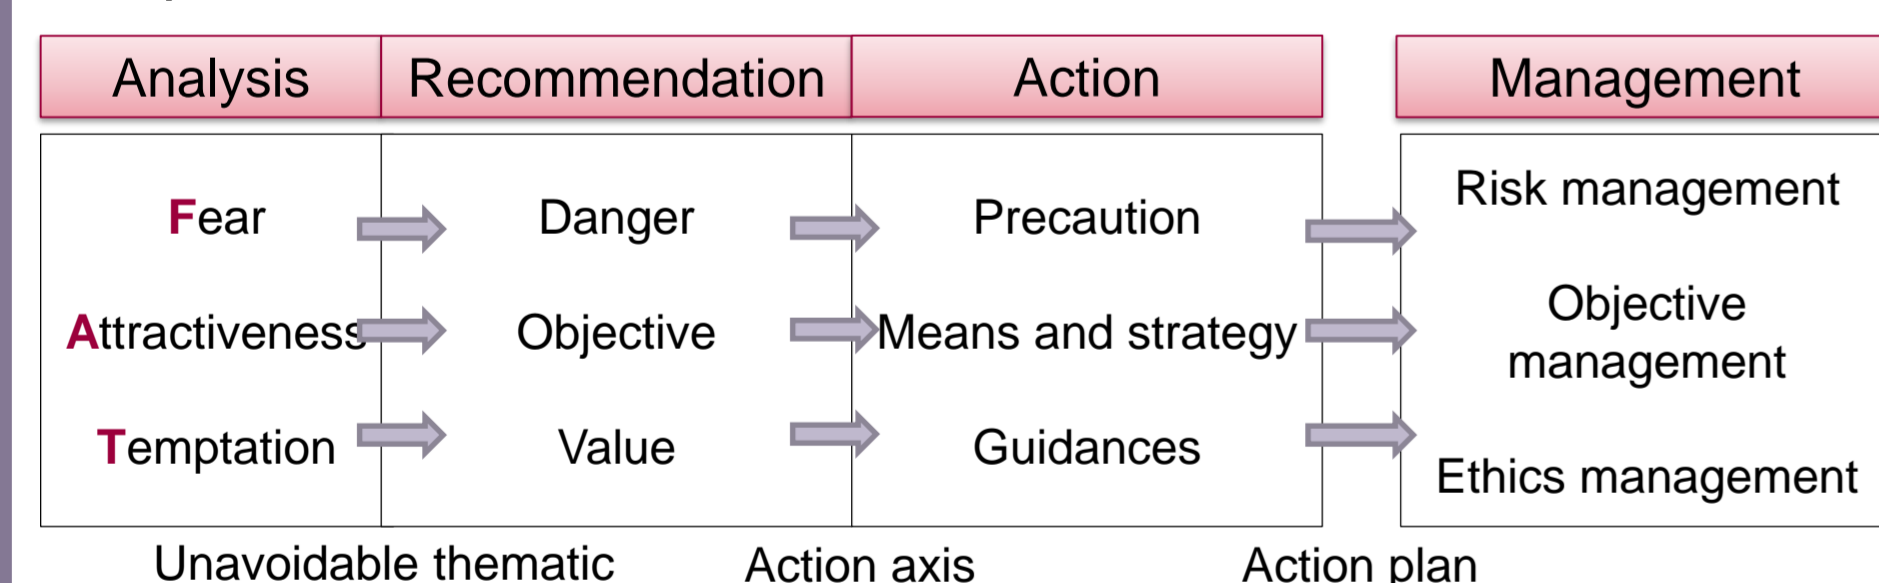 Analysis Recommendation Action Management
Fear Danger Precaution Risk management
Attractiveness Objective Means and strategy Objective
management
Temptation Value Guidances Ethics management
Unavoidable thematic Action axis Action plan